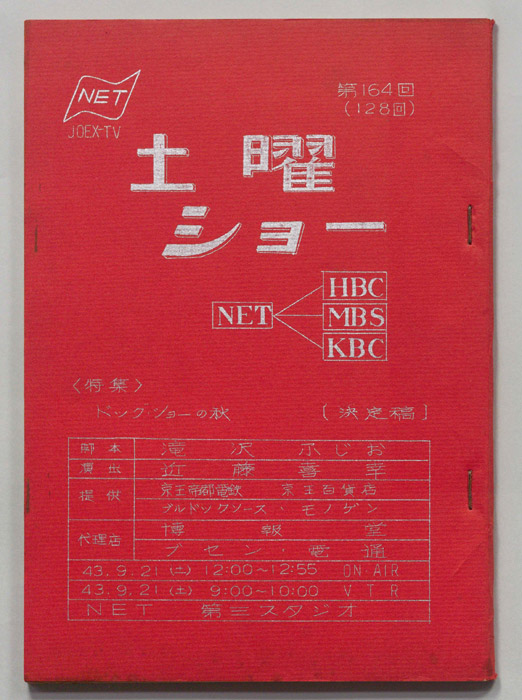 NET
JOEX-TV
第164回
(128回)
土曜
ショー
NET
HBC
MBS
KBC
〈特集〉
ドック・ショーの秋
〔決定稿〕
脚本 滝沢ふじお
演出 近藤善幸
提供 京王帝都電鉄 京王百貨店
ブルドックソース・モノゲン
代理店 博報堂
プセン・電通
43.9.21(土) 12:00~12:55 ON AIR
43.9.21(土) 9:00~10:00 VTR
NET 第三スタジオ